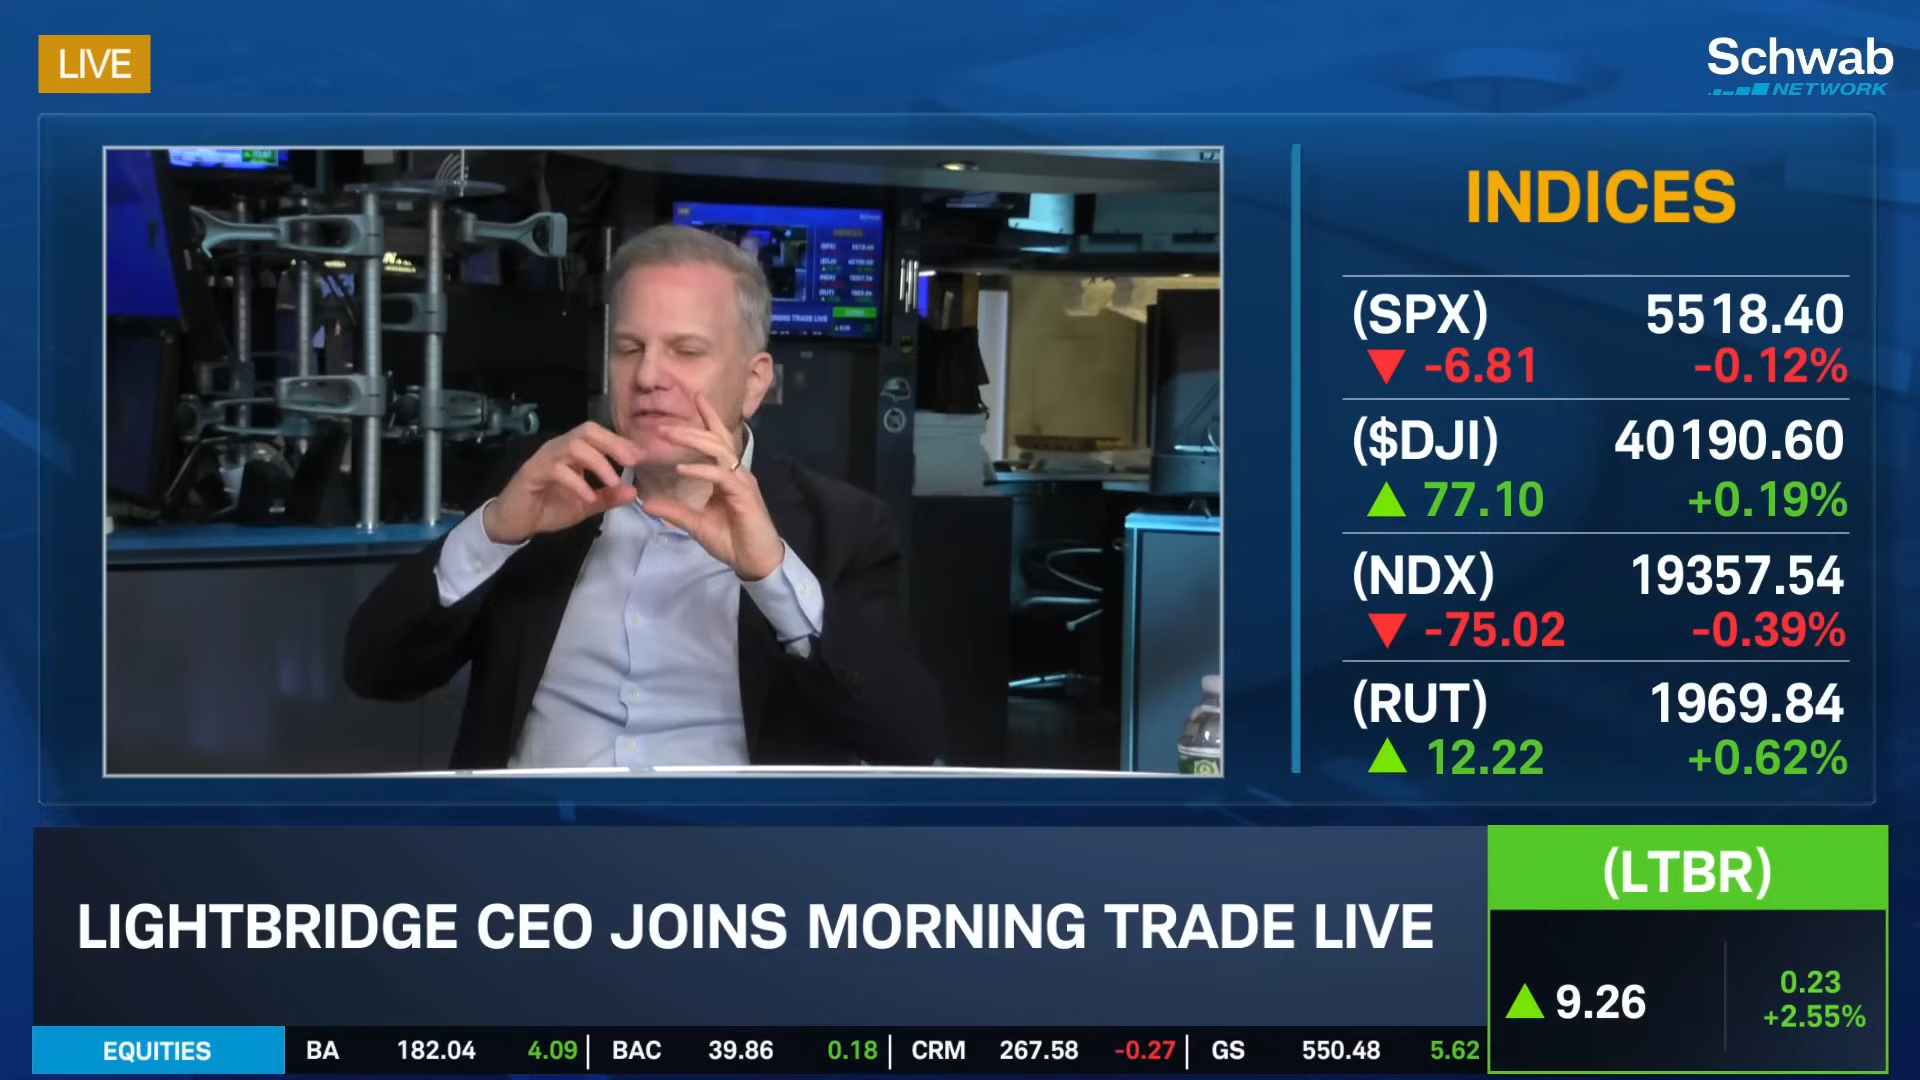 LIVE
Schwab
NETWORK
INDICES
(SPX) 5518.40
▼ -6.81 -0.12%
($DJI) 40190.60
▲ 77.10 +0.19%
(NDX) 19357.54
▼ -75.02 -0.39%
(RUT) 1969.84
▲ 12.22 +0.62%
LIGHTBRIDGE CEO JOINS MORNING TRADE LIVE
(LTBR)
▲ 9.26
0.23
+2.55%
EQUITIES BA 182.04 4.09 BAC 39.86 0.18 CRM 267.58 -0.27 GS 550.48 5.62